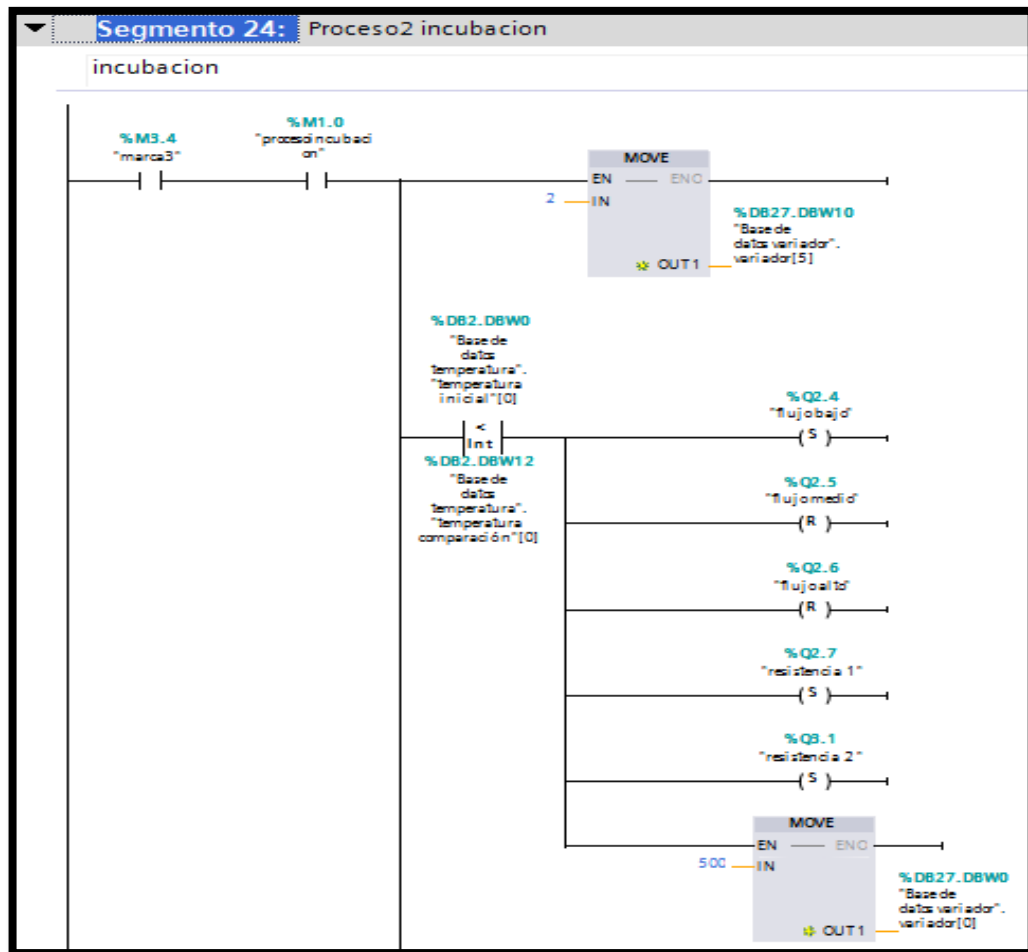 Segmento 24: Proceso2 incubacion
incubacion
%M3.4
"marca3"
%M1.0
"procesoincubaci
on"
MOVE
EN ENO
2 IN
OUT1
%DB27.DBW10
"Base de
datos variador".
variador[5]
%DB2.DBW0
"Base de
datos
temperatura".
"temperatura
inicial"[0]
<
Int
%DB2.DBW12
"Base de
datos
temperatura".
"temperatura
comparación"[0]
%Q2.4
"flujobajo"
S
%Q2.5
"flujomedio"
R
%Q2.6
"flujoalto"
R
%Q2.7
"resistencia 1"
S
%Q3.1
"resistencia 2"
S
MOVE
EN ENO
500 IN
OUT1
%DB27.DBW0
"Base de
datos variador".
variador[0]